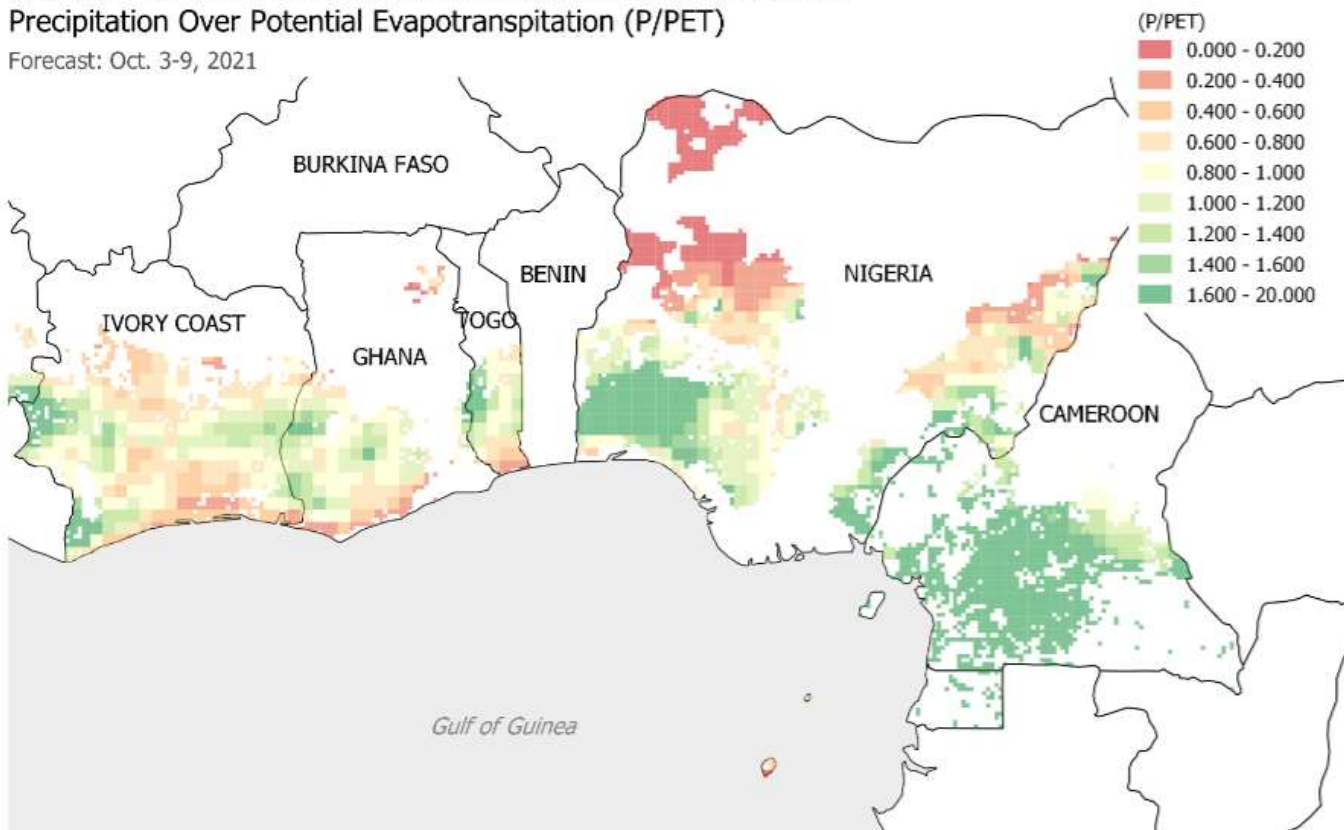 Precipitation Over Potential Evapotranspitation (P/PET)
Forecast: Oct. 3-9, 2021
(P/PET)
0.000 - 0.200
0.200 - 0.400
0.400 - 0.600
0.600 - 0.800
0.800 - 1.000
1.000 - 1.200
1.200 - 1.400
1.400 - 1.600
1.600 - 20.000
BURKINA FASO
BENIN
NIGERIA
IVORY COAST
TOGO
GHANA
CAMEROON
Gulf of Guinea